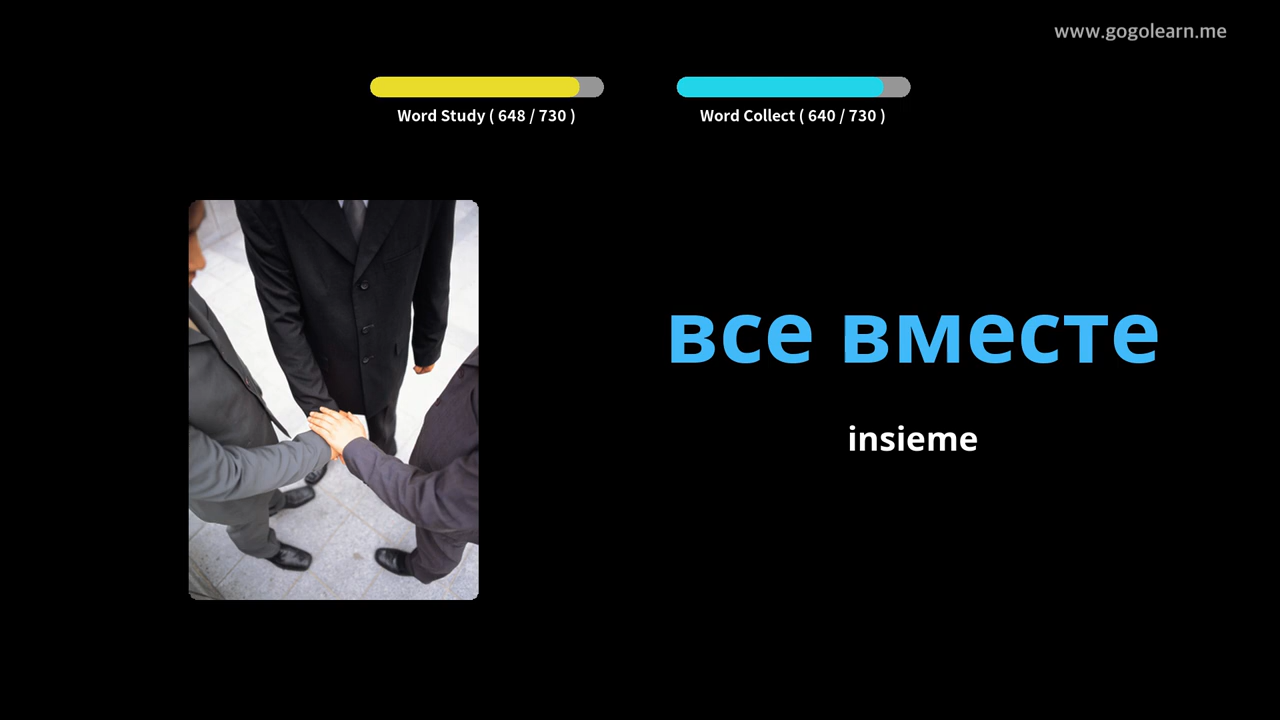 www.gogolearn.me
Word Study ( 648 / 730 )
Word Collect ( 640 / 730 )
все вместе
insieme